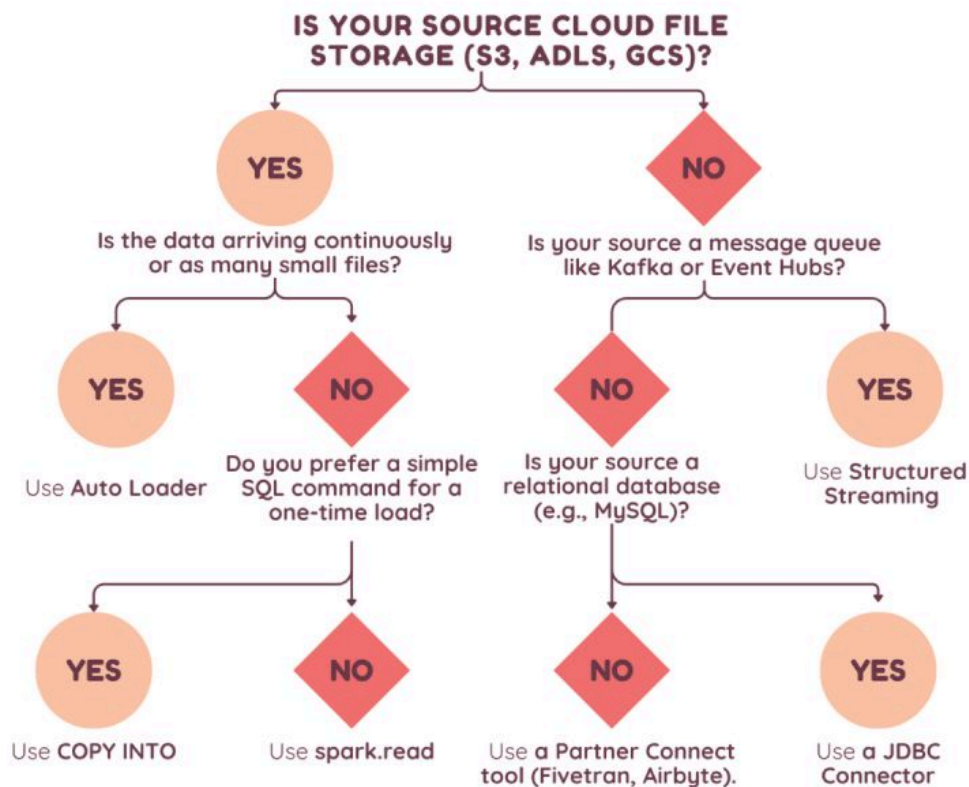 IS YOUR SOURCE CLOUD FILE
STORAGE (S3, ADLS, GCS)?
YES
NO
Is the data arriving continuously
or as many small files?
Is your source a message queue
like Kafka or Event Hubs?
YES
NO
NO
YES
Use Auto Loader
Do you prefer a simple
SQL command for a
one-time load?
Is your source a
relational database
(e.g., MySQL)?
Use Structured
Streaming
YES
NO
NO
YES
Use COPY INTO
Use spark.read
Use a Partner Connect
tool (Fivetran, Airbyte).
Use a JDBC
Connector